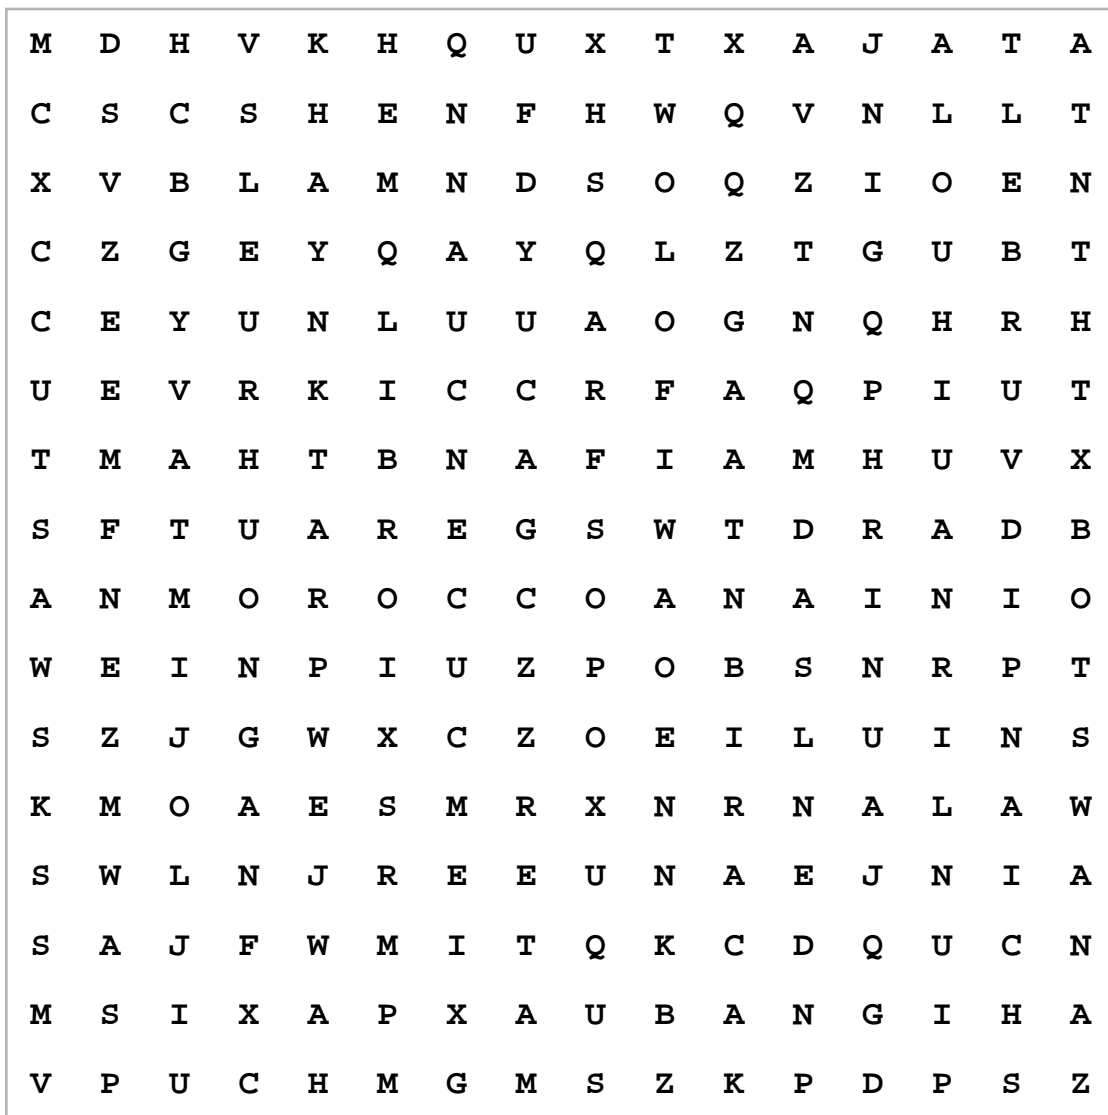 M D H V K H Q U X T X A J A T A
C S C S H E N F H W Q V N L L T
X V B L A M N D S O Q Z I O E N
C Z G E Y Q A Y Q L Z T G U B T
C E Y U N L U U A O G N Q H R H
U E V R K I C C R F A Q P I U T
T M A H T B N A F I A M H U V X
S F T U A R E G S W T D R A D B
A N M O R O C C O A N A I N I O
W E I N P I U Z P O B S N R P T
S Z J G W X C Z O E I L U I N S
K M O A E S M R X N R N A L A W
S W L N J R E E U N A E J N I A
S A J F W M I T Q K C D Q U C N
M S I X A P X A U B A N G I H A
V P U C H M G M S Z K P D P S Z